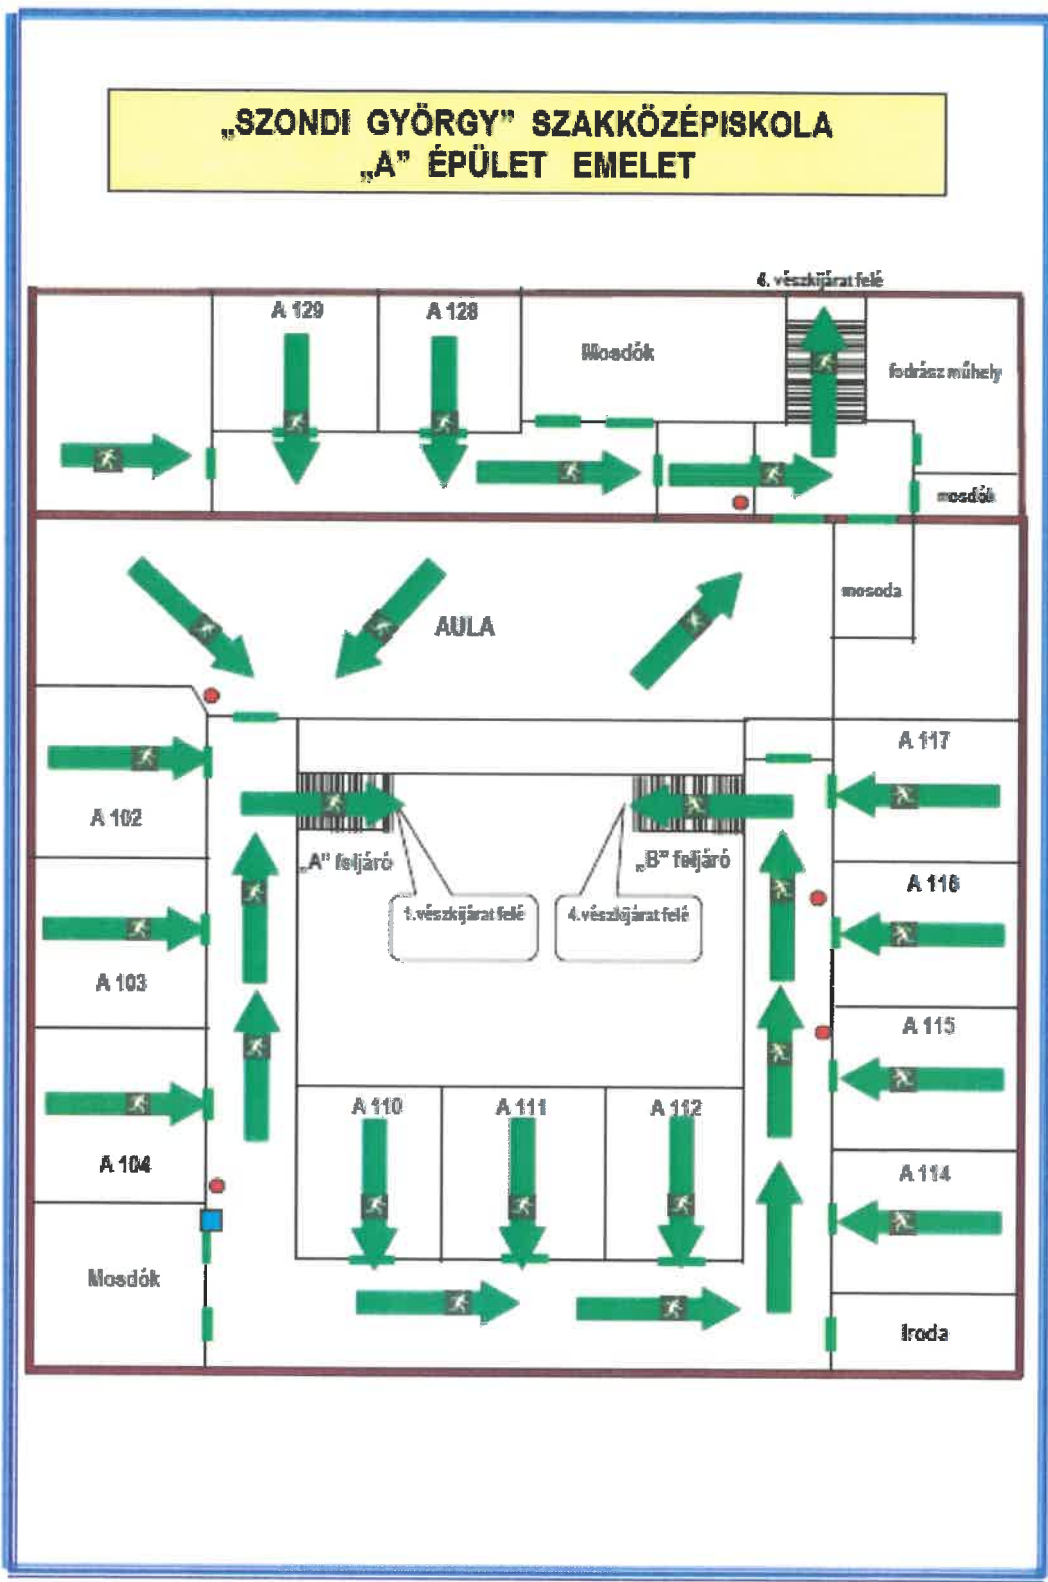 „SZONDI GYÖRGY” SZAKKÖZÉPISKOLA
„A” ÉPÜLET EMELET
6. vészkijárat felé
A 129
A 128
Mosdók
fodrász műhely
mosdók
mosoda
AULA
A 117
A 102
„A” feljáró
„B” feljáró
A 116
1.vészkijárat felé
4.vészkijárat felé
A 103
A 115
A 110
A 111
A 112
A 104
A 114
Mosdók
Iroda